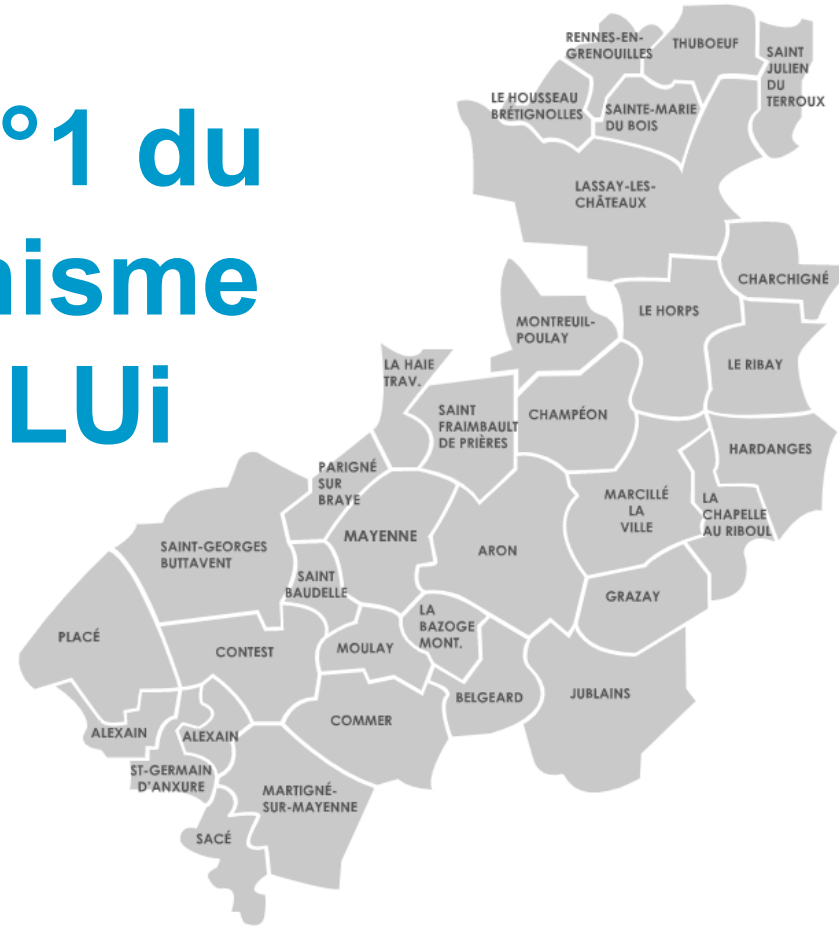 °1 du
nisme
LUi
RENNES-EN-
GRENOUILLES
THUBOEUF
SAINT
JULIEN
DU
TERROUX
LE HOUSSEAU
BRÉTIGNOLLES
SAINTE-MARIE
DU BOIS
LASSAY-LES-
CHÂTEAUX
CHARCHIGNÉ
LE HORPS
MONTREUIL-
POULAY
LE RIBAY
LA HAIE
TRAV.
SAINT
FRAIMBAULT
DE PRIÈRES
CHAMPÉON
HARDANGES
PARIGNÉ
SUR
BRAYE
MARCILLÉ
LA
VILLE
LA
CHAPELLE
AU RIBOUL
MAYENNE
ARON
SAINT-GEORGES
BUTTAVENT
SAINT
BAUDELLE
GRAZAY
LA
BAZOGE
MONT.
PLACÉ
CONTEST
MOULAY
BELGEARD
JUBLAINS
COMMER
ALEXAIN
ALEXAIN
ST-GERMAIN
D'ANXURE
MARTIGNÉ-
SUR-MAYENNE
SACÉ